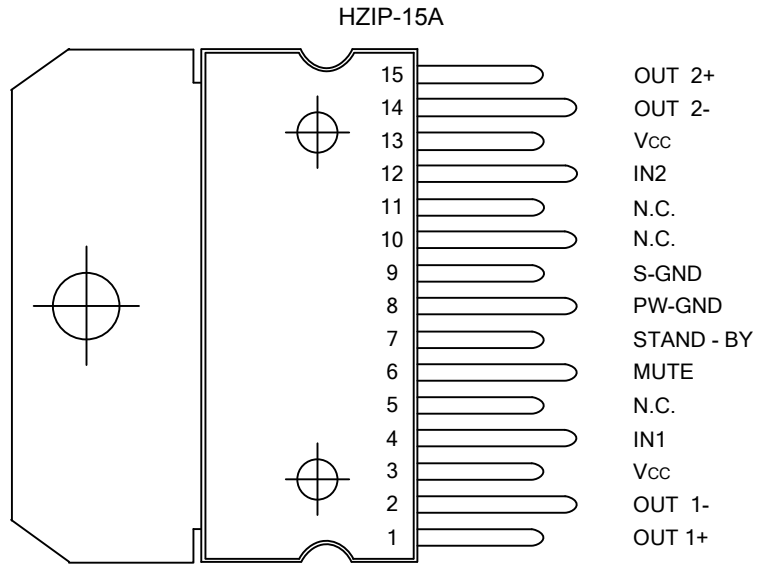 HZIP-15A
15 OUT 2+
14 OUT 2-
13 Vcc
12 IN2
11 N.C.
10 N.C.
9 S-GND
8 PW-GND
7 STAND - BY
6 MUTE
5 N.C.
4 IN1
3 Vcc
2 OUT 1-
1 OUT 1+